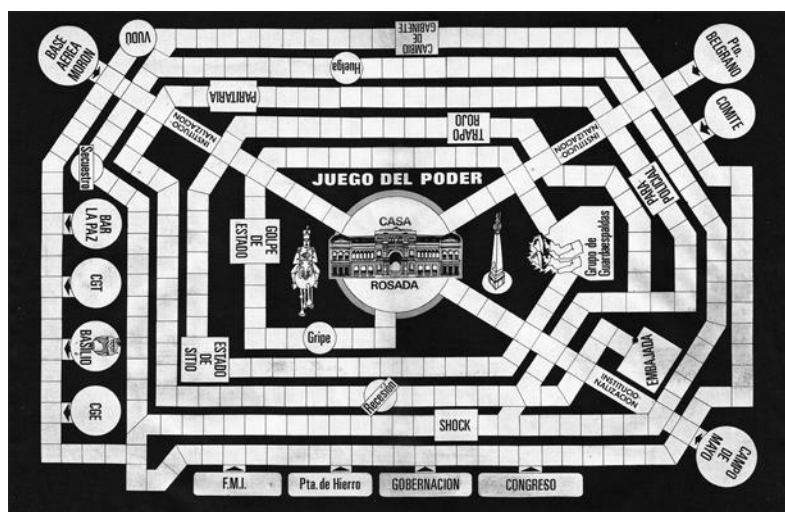 BASE
AEREA
MORON
VUDÚ
CAMBIO
DE
GABINETE
Pto.
BELGRANO
Huelga
COMITE
PARITARIA
TRAPO
ROJO
INSTITUCIO-
NALIZACION
INSTITUCIO-
NALIZACION
Secuestro
JUEGO DEL PODER
PARA-
POLICIAL
BAR
LA PAZ
GOLPE
DE
ESTADO
CASA
ROSADA
Grupo de
Guardaespaldas
CGT
Gripe
BASILIO
ESTADO
DE
SITIO
EMBAJADA
Recesión
INSTITUCIO-
NALIZACION
CGE
SHOCK
CAMPO
DE
MAYO
F.M.I.
Pta. de Hierro
GOBERNACION
CONGRESO